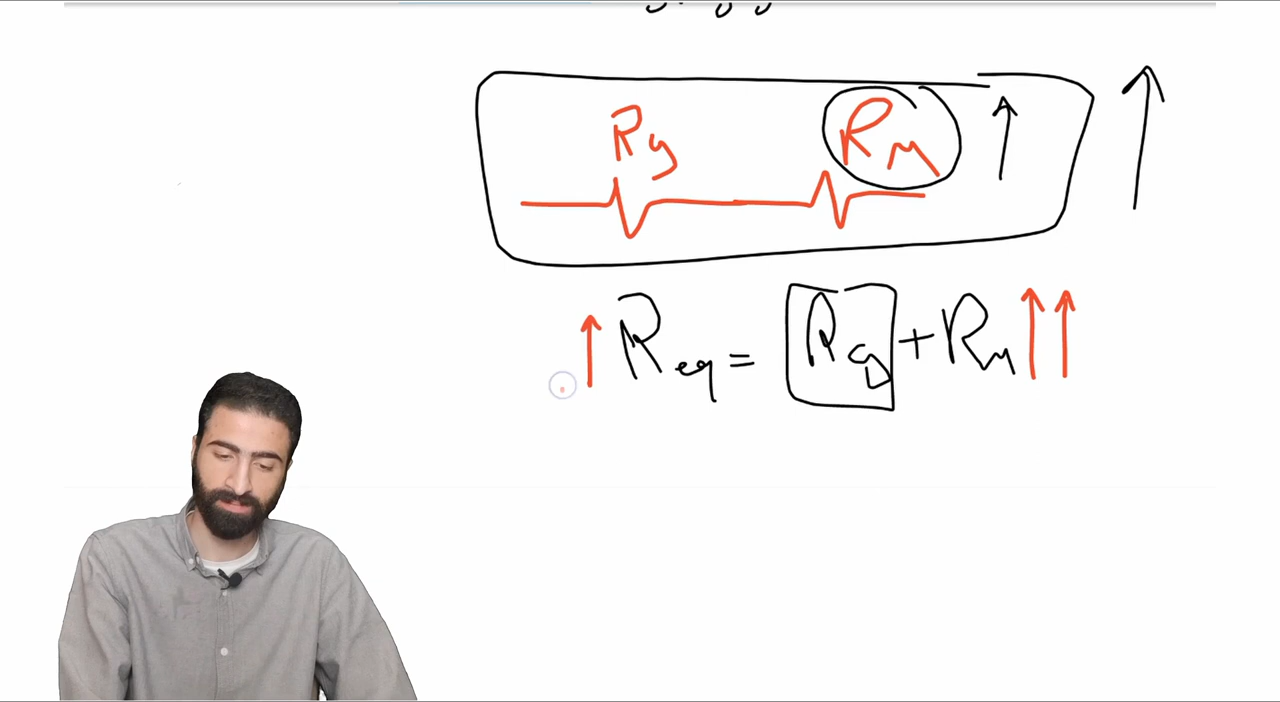 Rg Rm ↑ ↑
↑ Req = Rg + Rm ↑↑